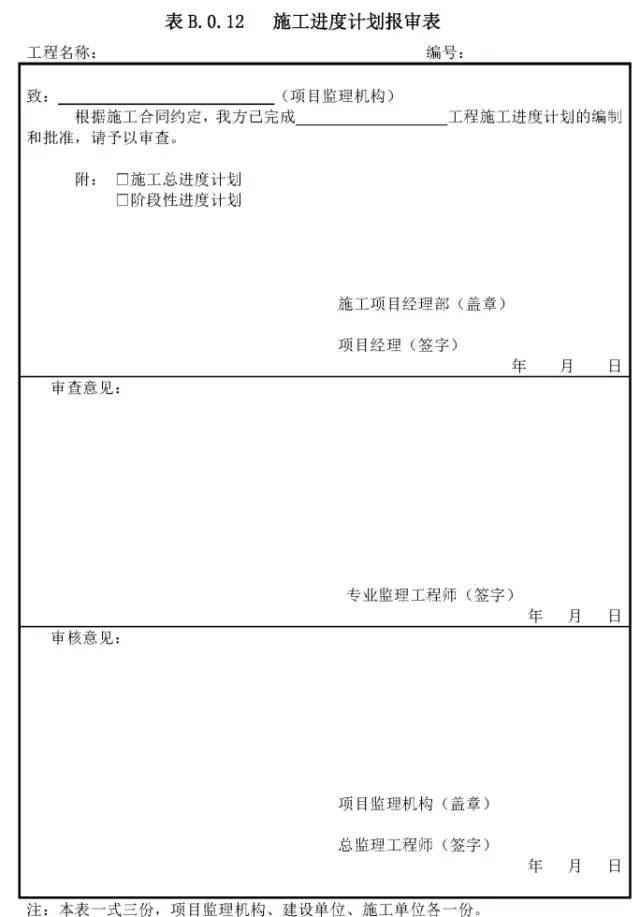 表 B.0.12 施工进度计划报审表
工程名称： 编号：
致：（项目监理机构）
根据施工合同约定，我方已完成工程施工进度计划的编制
和批准，请予以审查。
附：□施工总进度计划
□阶段性进度计划
施工项目经理部（盖章）
项目经理（签字）
年 月 日
审查意见：
专业监理工程师（签字）
年 月 日
审核意见：
项目监理机构（盖章）
总监理工程师（签字）
年 月 日
注：本表一式三份，项目监理机构、建设单位、施工单位各一份。